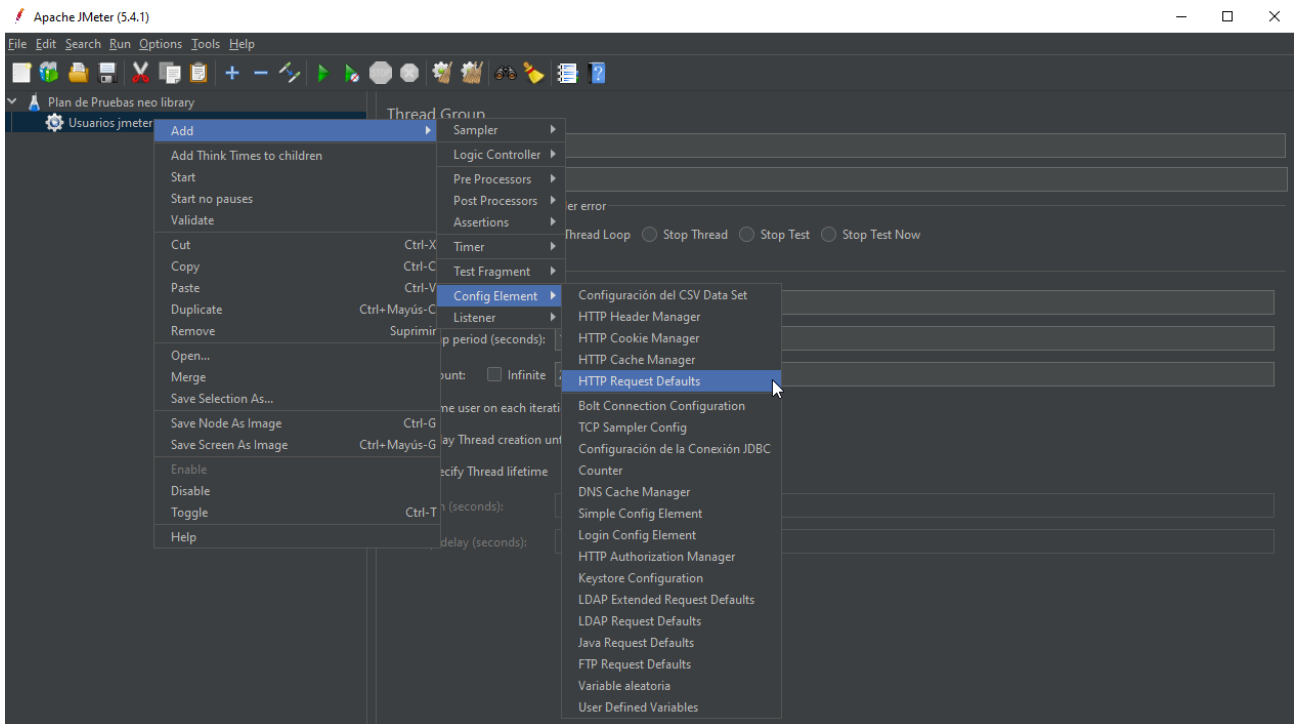 Apache JMeter (5.4.1)
File Edit Search Run Options Tools Help
Plan de Pruebas neo library
Usuarios jmeter
Thread Group
Add
Add Think Times to children
Start
Start no pauses
Validate
Cut Ctrl-X
Copy Ctrl-C
Paste Ctrl-V
Duplicate Ctrl+Mayús-C
Remove Suprimir
Open...
Merge
Save Selection As...
Save Node As Image Ctrl-G
Save Screen As Image Ctrl+Mayús-G
Enable
Disable
Toggle Ctrl-T
Help
Sampler
Logic Controller
Pre Processors
Post Processors
Assertions
Timer
Test Fragment
Config Element
Listener
er error
Thread Loop Stop Thread Stop Test Stop Test Now
p period (seconds):
unt: Infinite
me user on each iterati
ay Thread creation unt
ecify Thread lifetime
(seconds):
delay (seconds):
Configuración del CSV Data Set
HTTP Header Manager
HTTP Cookie Manager
HTTP Cache Manager
HTTP Request Defaults
Bolt Connection Configuration
TCP Sampler Config
Configuración de la Conexión JDBC
Counter
DNS Cache Manager
Simple Config Element
Login Config Element
HTTP Authorization Manager
Keystore Configuration
LDAP Extended Request Defaults
LDAP Request Defaults
Java Request Defaults
FTP Request Defaults
Variable aleatoria
User Defined Variables